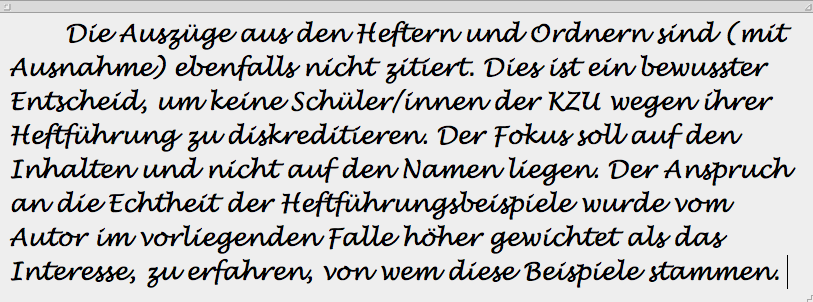 Die Auszüge aus den Heftern und Ordnern sind (mit
Ausnahme) ebenfalls nicht zitiert. Dies ist ein bewusster
Entscheid, um keine Schüler/innen der KZU wegen ihrer
Heftführung zu diskreditieren. Der Fokus soll auf den
Inhalten und nicht auf den Namen liegen. Der Anspruch
an die Echtheit der Heftführungsbeispiele wurde vom
Autor im vorliegenden Falle höher gewichtet als das
Interesse, zu erfahren, von wem diese Beispiele stammen.